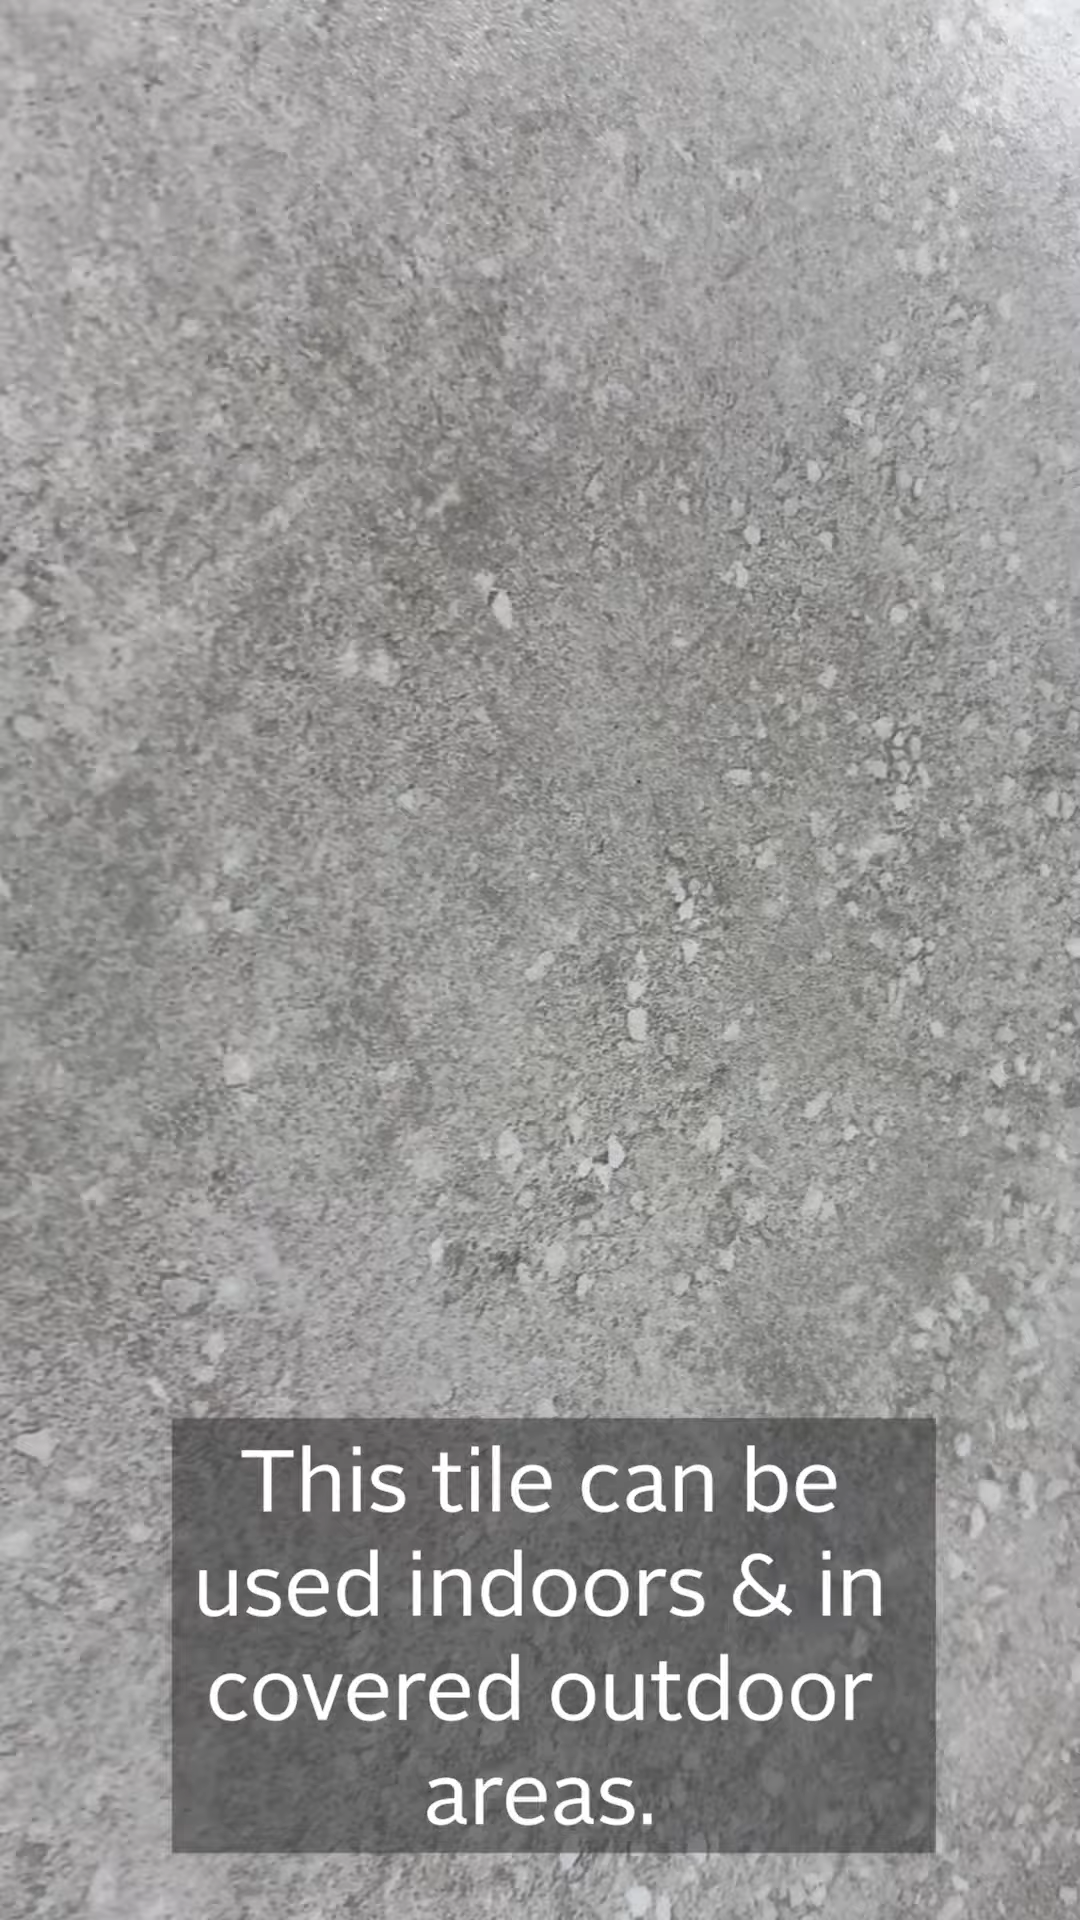 This tile can be
used indoors & in
covered outdoor
areas.